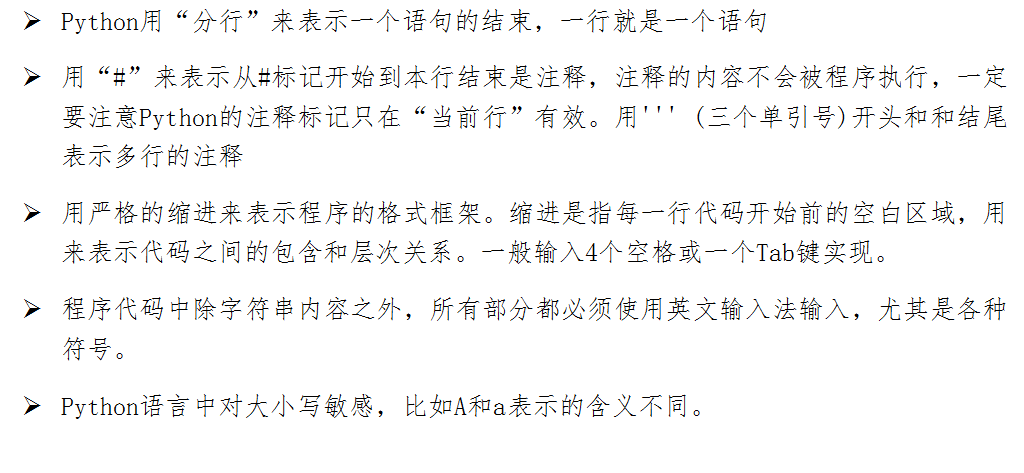 ➢ Python用“分行”来表示一个语句的结束，一行就是一个语句
➢ 用“#”来表示从#标记开始到本行结束是注释，注释的内容不会被程序执行，一定
要注意Python的注释标记只在“当前行”有效。用''' (三个单引号)开头和和结尾
表示多行的注释
➢ 用严格的缩进来表示程序的格式框架。缩进是指每一行代码开始前的空白区域，用
来表示代码之间的包含和层次关系。一般输入4个空格或一个Tab键实现。
➢ 程序代码中除字符串内容之外，所有部分都必须使用英文输入法输入，尤其是各种
符号。
➢ Python语言中对大小写敏感，比如A和a表示的含义不同。